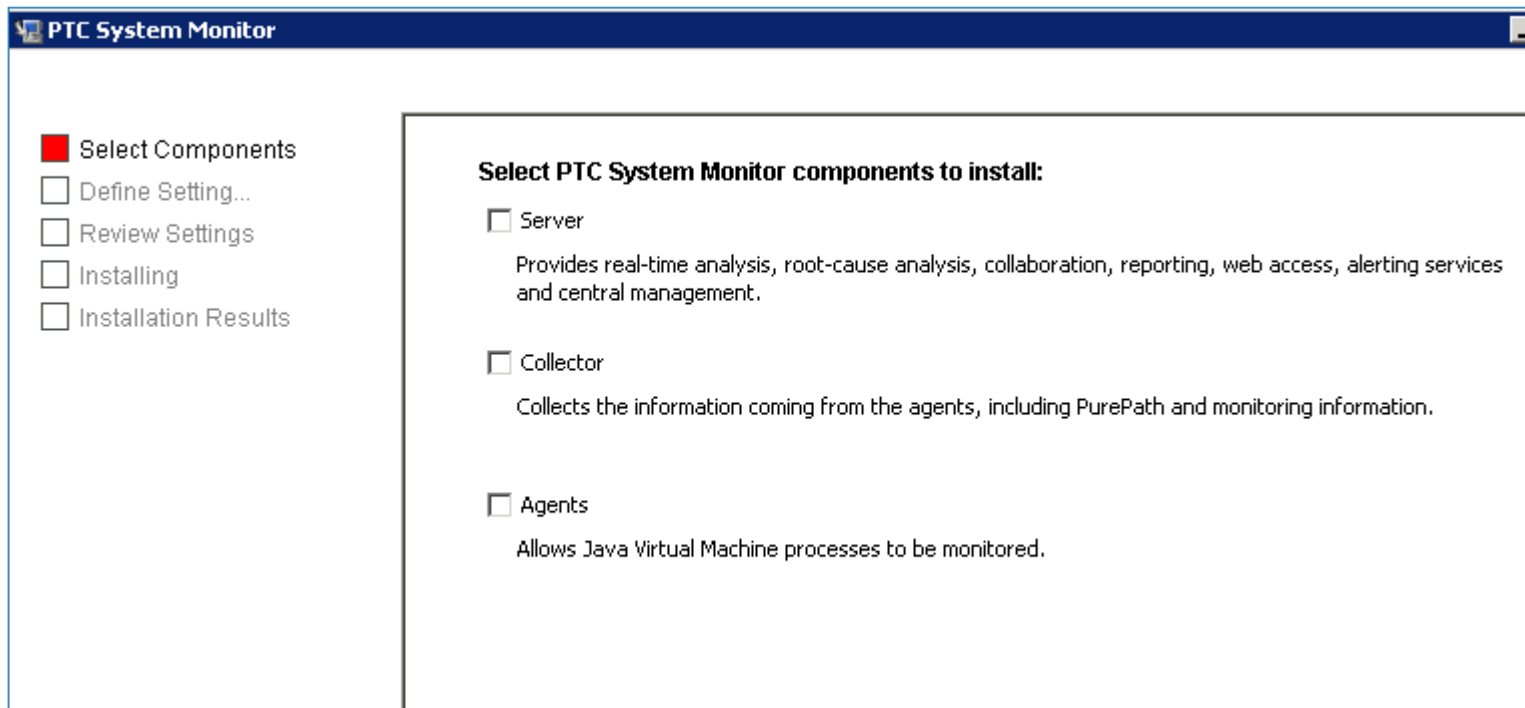 PTC System Monitor
Select Components
Define Setting...
Review Settings
Installing
Installation Results
Select PTC System Monitor components to install:
Server
Provides real-time analysis, root-cause analysis, collaboration, reporting, web access, alerting services
and central management.
Collector
Collects the information coming from the agents, including PurePath and monitoring information.
Agents
Allows Java Virtual Machine processes to be monitored.